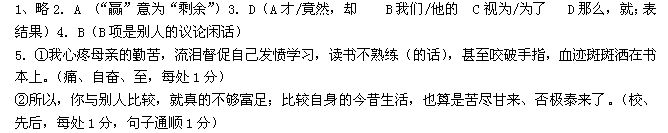 1、略2. A （“赢”意为“剩余”）3. D（A才/竟然，却  B我们/他的  C视为/为了  D那么，就；表
结果）4. B（B项是别人的议论闲话）
5. ①我心疼母亲的勤苦，流泪督促自己发愤学习，读书不熟练（的话），甚至咬破手指，血迹斑斑洒在书
本上。（痛、自奋、至，每处1分）
②所以，你与别人比较，就真的不够富足；比较自身的今昔生活，也算是苦尽甘来、否极泰来了。（校、
先后，每处1分，句子通顺1分）